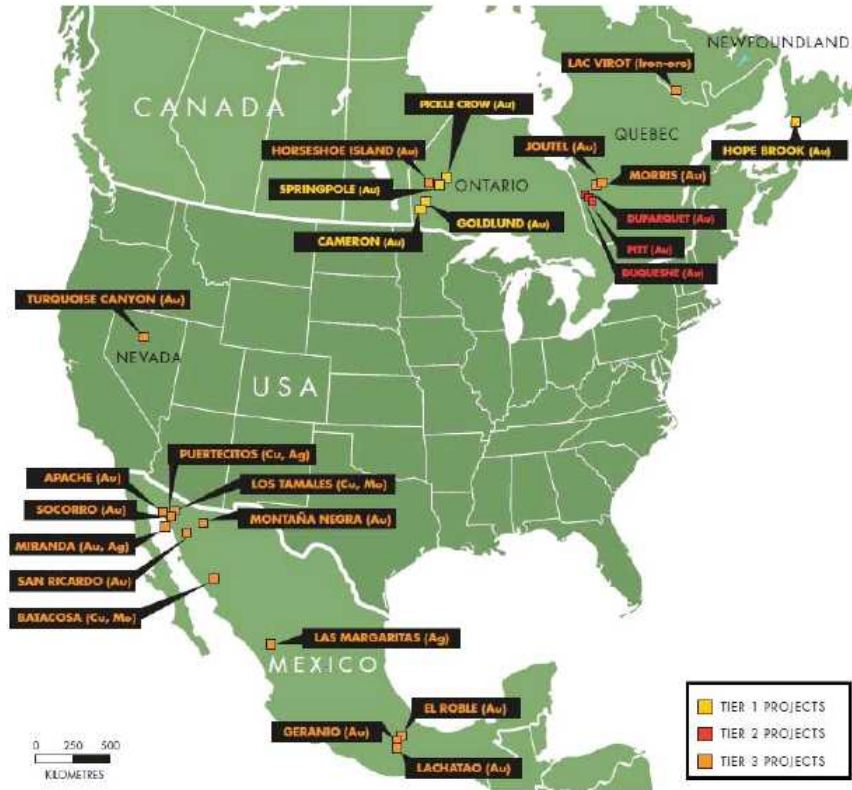 NEWFOUNDLAND
LAC VIROT (Iron-ore)
CANADA
PICKLE CROW (Au)
QUEBEC
HOPE BROOK (Au)
JOUTEL (Au)
HORSESHOE ISLAND (Au)
MORRIS (Au)
SPRINGPOLE (Au)
ONTARIO
DUPARQUET (Au)
GOLDLUND (Au)
CAMERON (Au)
PITT (Au)
DUQUESNE (Au)
TURQUOISE CANYON (Au)
NEVADA
USA
PUERTECITOS (Cu, Ag)
APACHE (Au)
LOS TAMALES (Cu, Mo)
SOCORRO (Au)
MONTAÑA NEGRA (Au)
MIRANDA (Au, Ag)
SAN RICARDO (Au)
BATACOSA (Cu, Mo)
LAS MARGARITAS (Ag)
MEXICO
EL ROBLE (Au)
GERANIO (Au)
LACHATAO (Au)
TIER 1 PROJECTS
TIER 2 PROJECTS
TIER 3 PROJECTS
0 250 500
KILOMETRES